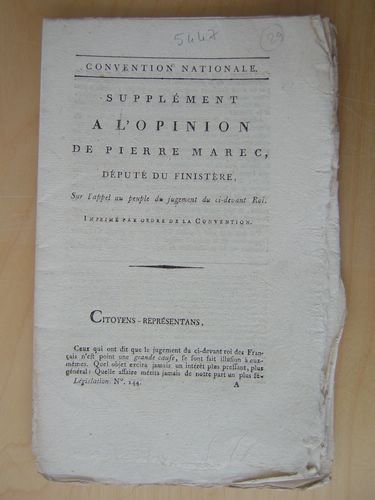 5447
29
CONVENTION NATIONALE.
SUPPLÉMENT
A L'OPINION
DE PIERRE MAREC,
DÉPUTÉ DU FINISTÈRE,
Sur l'appel au peuple du jugement du ci-devant Roi.
IMPRIMÉ PAR ORDRE DE LA CONVENTION.
CITOYENS-REPRÉSENTANS,
Ceux qui ont dit que le jugement du ci-devant roi des Fran-
çais n'est point une grande cause, se sont fait illusion à eux-
mêmes. Quel objet excita jamais un intérêt plus pressant, plus
général? Quelle affaire mérita jamais de notre part un plus sé-
Législation. N°. 144.
A